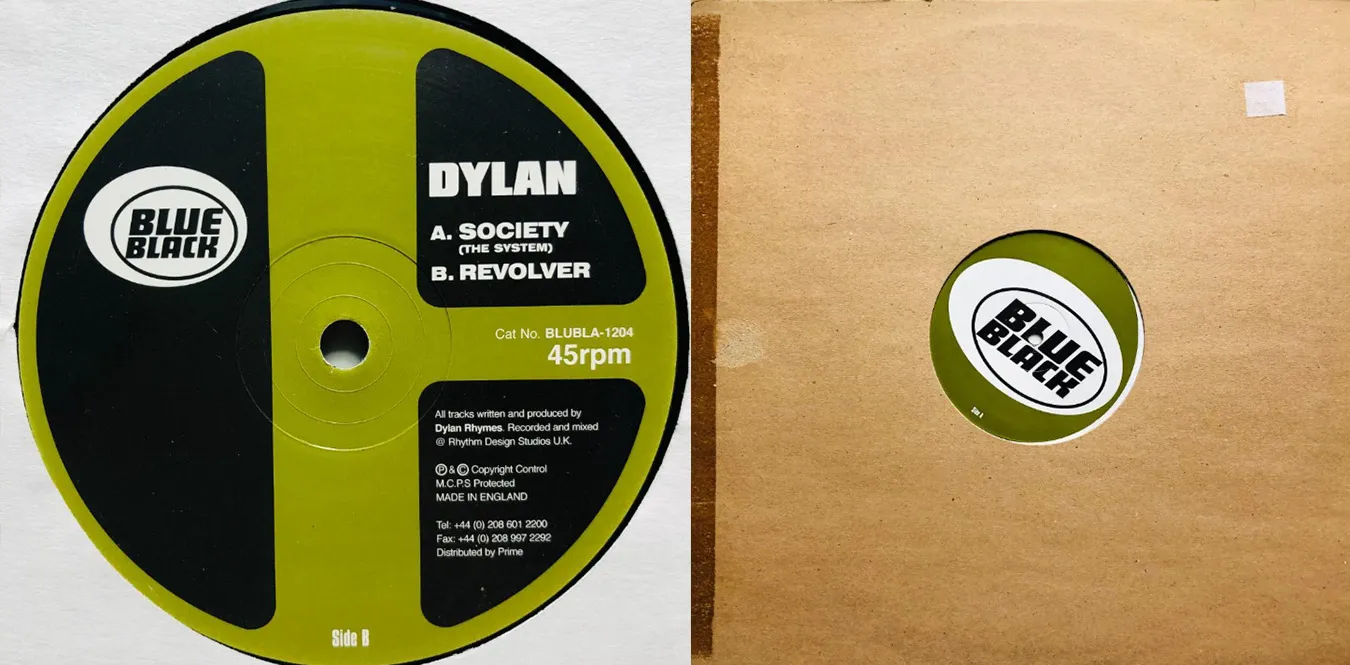 BLUE
BLACK
DYLAN
A. SOCIETY
(THE SYSTEM)
B. REVOLVER
Cat No. BLUBLA-1204
45rpm
All tracks written and produced by
Dylan Rhymes. Recorded and mixed
@ Rhythm Design Studios U.K.
Ⓟ & © Copyright Control
M.C.P.S Protected
MADE IN ENGLAND
Tel: +44 (0) 208 601 2200
Fax: +44 (0) 208 997 2292
Distributed by Prime
Side B
BLUE
BLACK
Side A